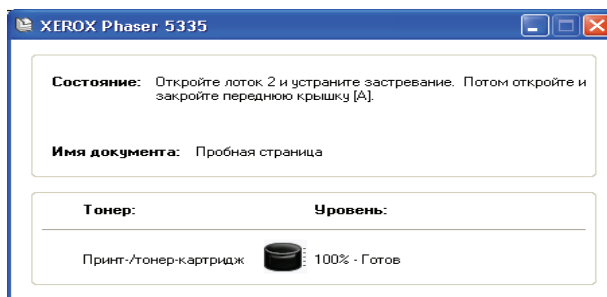 XEROX Phaser 5335
Состояние: Откройте лоток 2 и устраните застревание. Потом откройте и
закройте переднюю крышку [A].
Имя документа: Пробная страница
Тонер: Уровень:
Принт-/тонер-картридж 100% - Готов